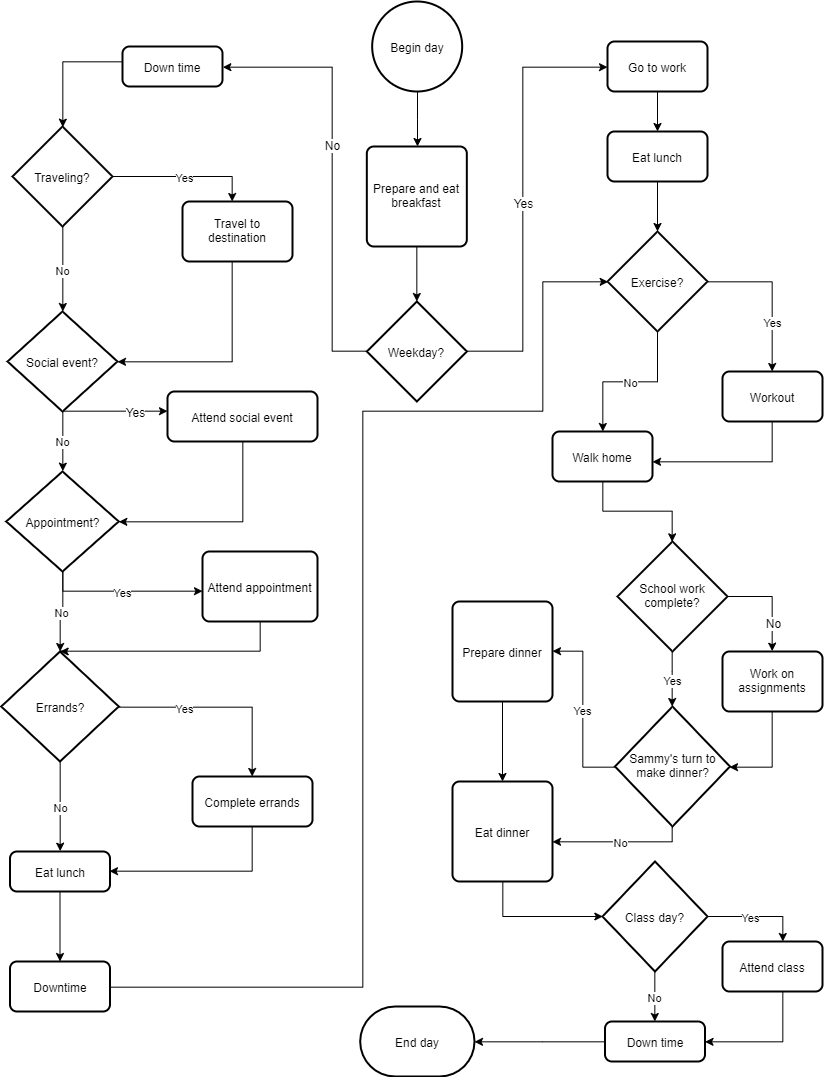 Begin day
Down time
Go to work
No
Eat lunch
Prepare and eat
breakfast
Traveling?
Yes
Yes
Travel to
destination
No
Exercise?
Yes
Weekday?
Social event?
No
Workout
Yes
Attend social event
No
Walk home
Appointment?
Attend appointment
Yes
No
School work
complete?
No
Prepare dinner
Yes
Work on
assignments
Errands?
Yes
Yes
Sammy's turn to
make dinner?
Complete errands
No
Eat dinner
No
Eat lunch
Class day?
Yes
Attend class
Downtime
No
End day
Down time